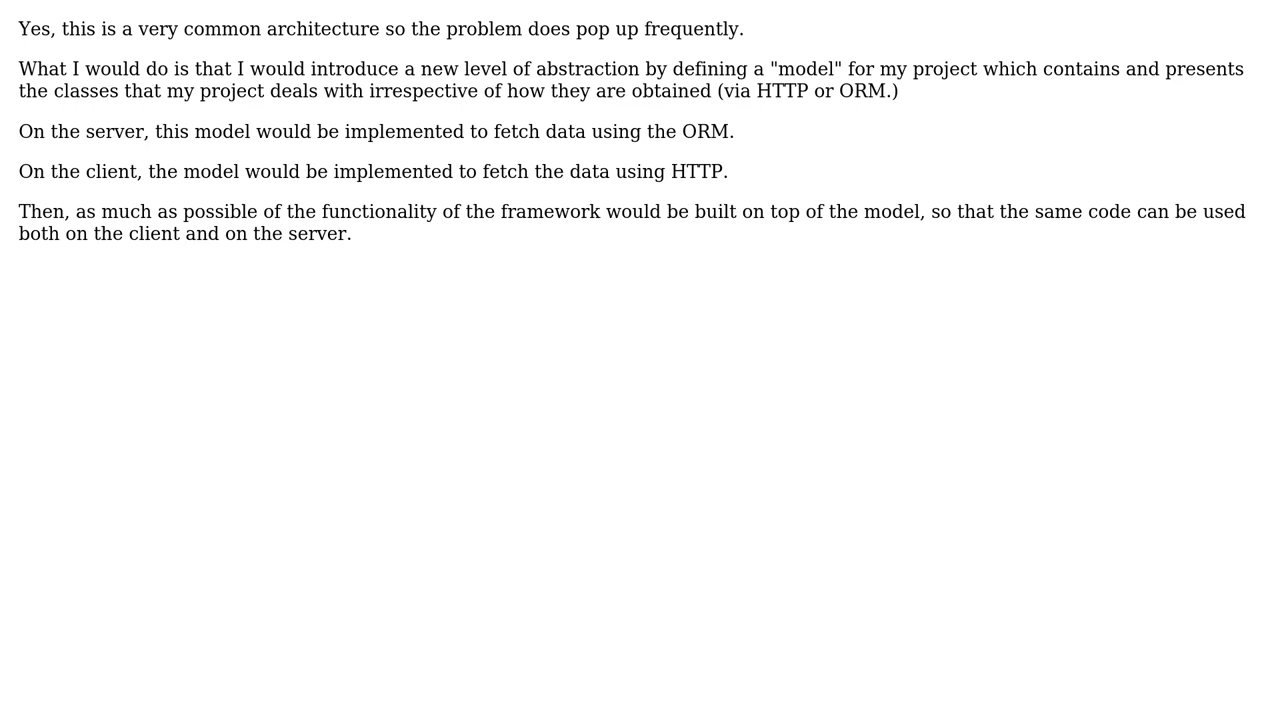 Yes, this is a very common architecture so the problem does pop up frequently.
What I would do is that I would introduce a new level of abstraction by defining a "model" for my project which contains and presents
the classes that my project deals with irrespective of how they are obtained (via HTTP or ORM.)
On the server, this model would be implemented to fetch data using the ORM.
On the client, the model would be implemented to fetch the data using HTTP.
Then, as much as possible of the functionality of the framework would be built on top of the model, so that the same code can be used
both on the client and on the server.